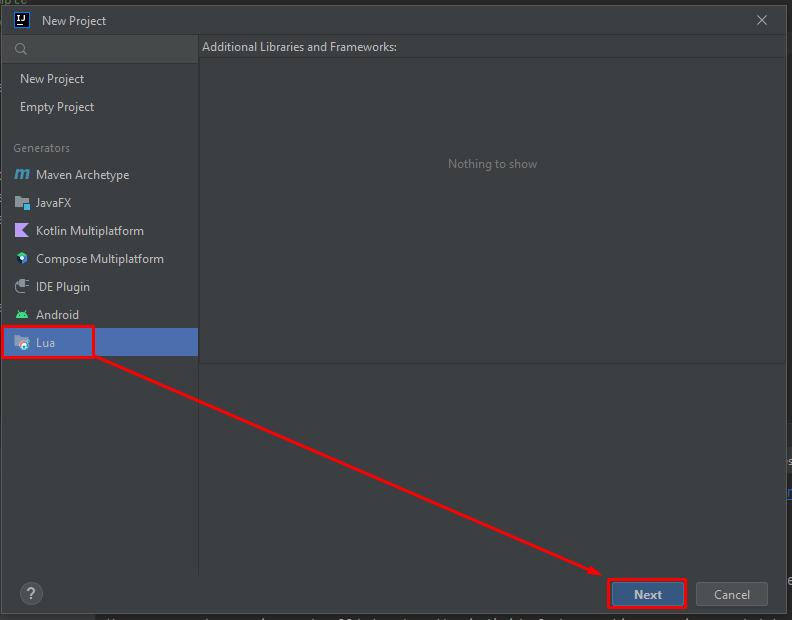 New Project
Additional Libraries and Frameworks:
New Project
Empty Project
Nothing to show
Generators
Maven Archetype
JavaFX
Kotlin Multiplatform
Compose Multiplatform
IDE Plugin
Android
Lua
?
Next
Cancel